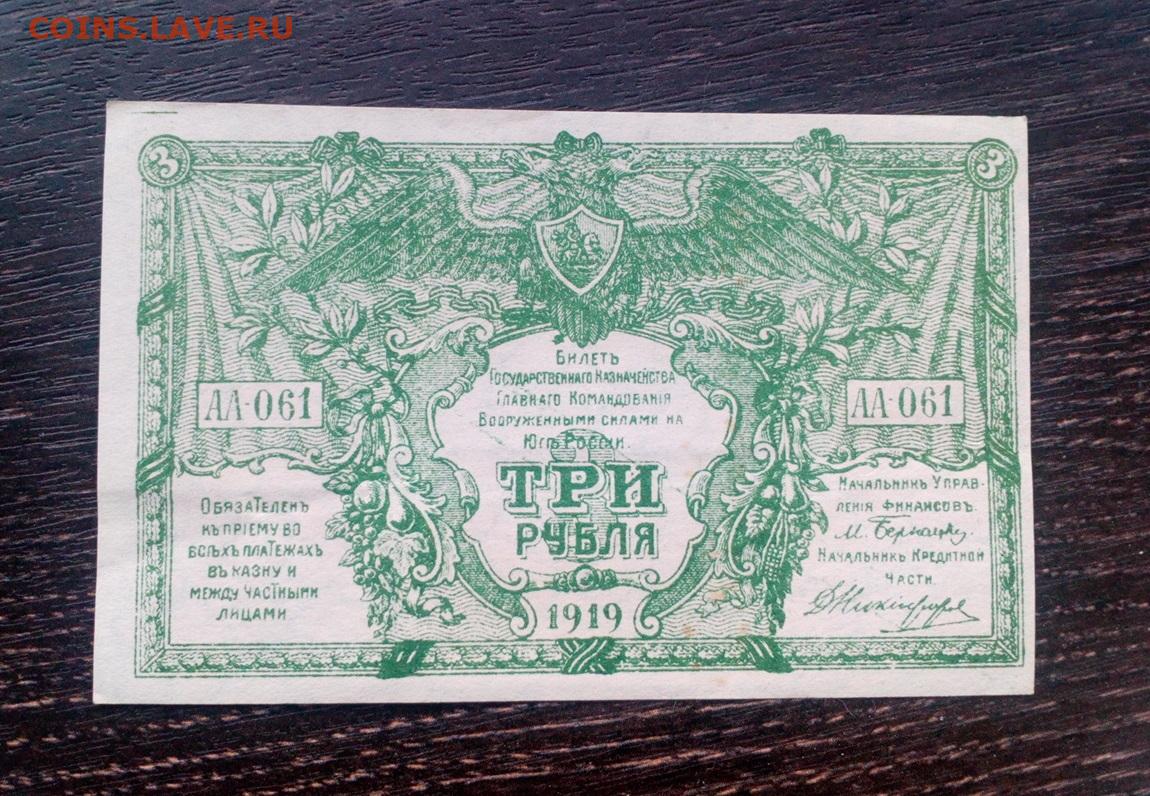 COINS.LAVE.RU
3
3
БИЛЕТЪ
ГОСУДАРСТВЕННАГО КАЗНАЧЕЙСТВА
ГЛАВНАГО КОМАНДОВАНІЯ
ВООРУЖЕННЫМИ СИЛАМИ НА
ЮГѢ РОССІИ.
АА-061
АА-061
ТРИ
РУБЛЯ
ОБЯЗАТЕЛЕНЪ
КЪ ПРІЕМУ ВО
ВСѢХЪ ПЛАТЕЖАХЪ
ВЪ КАЗНУ И
МЕЖДУ ЧАСТНЫМИ
ЛИЦАМИ
НАЧАЛЬНИКЪ УПРАВ-
ЛЕНІЯ ФИНАНСОВЪ.
М. Бернацкі
НАЧАЛЬНИКЪ КРЕДИТНОЙ
ЧАСТИ.
1919